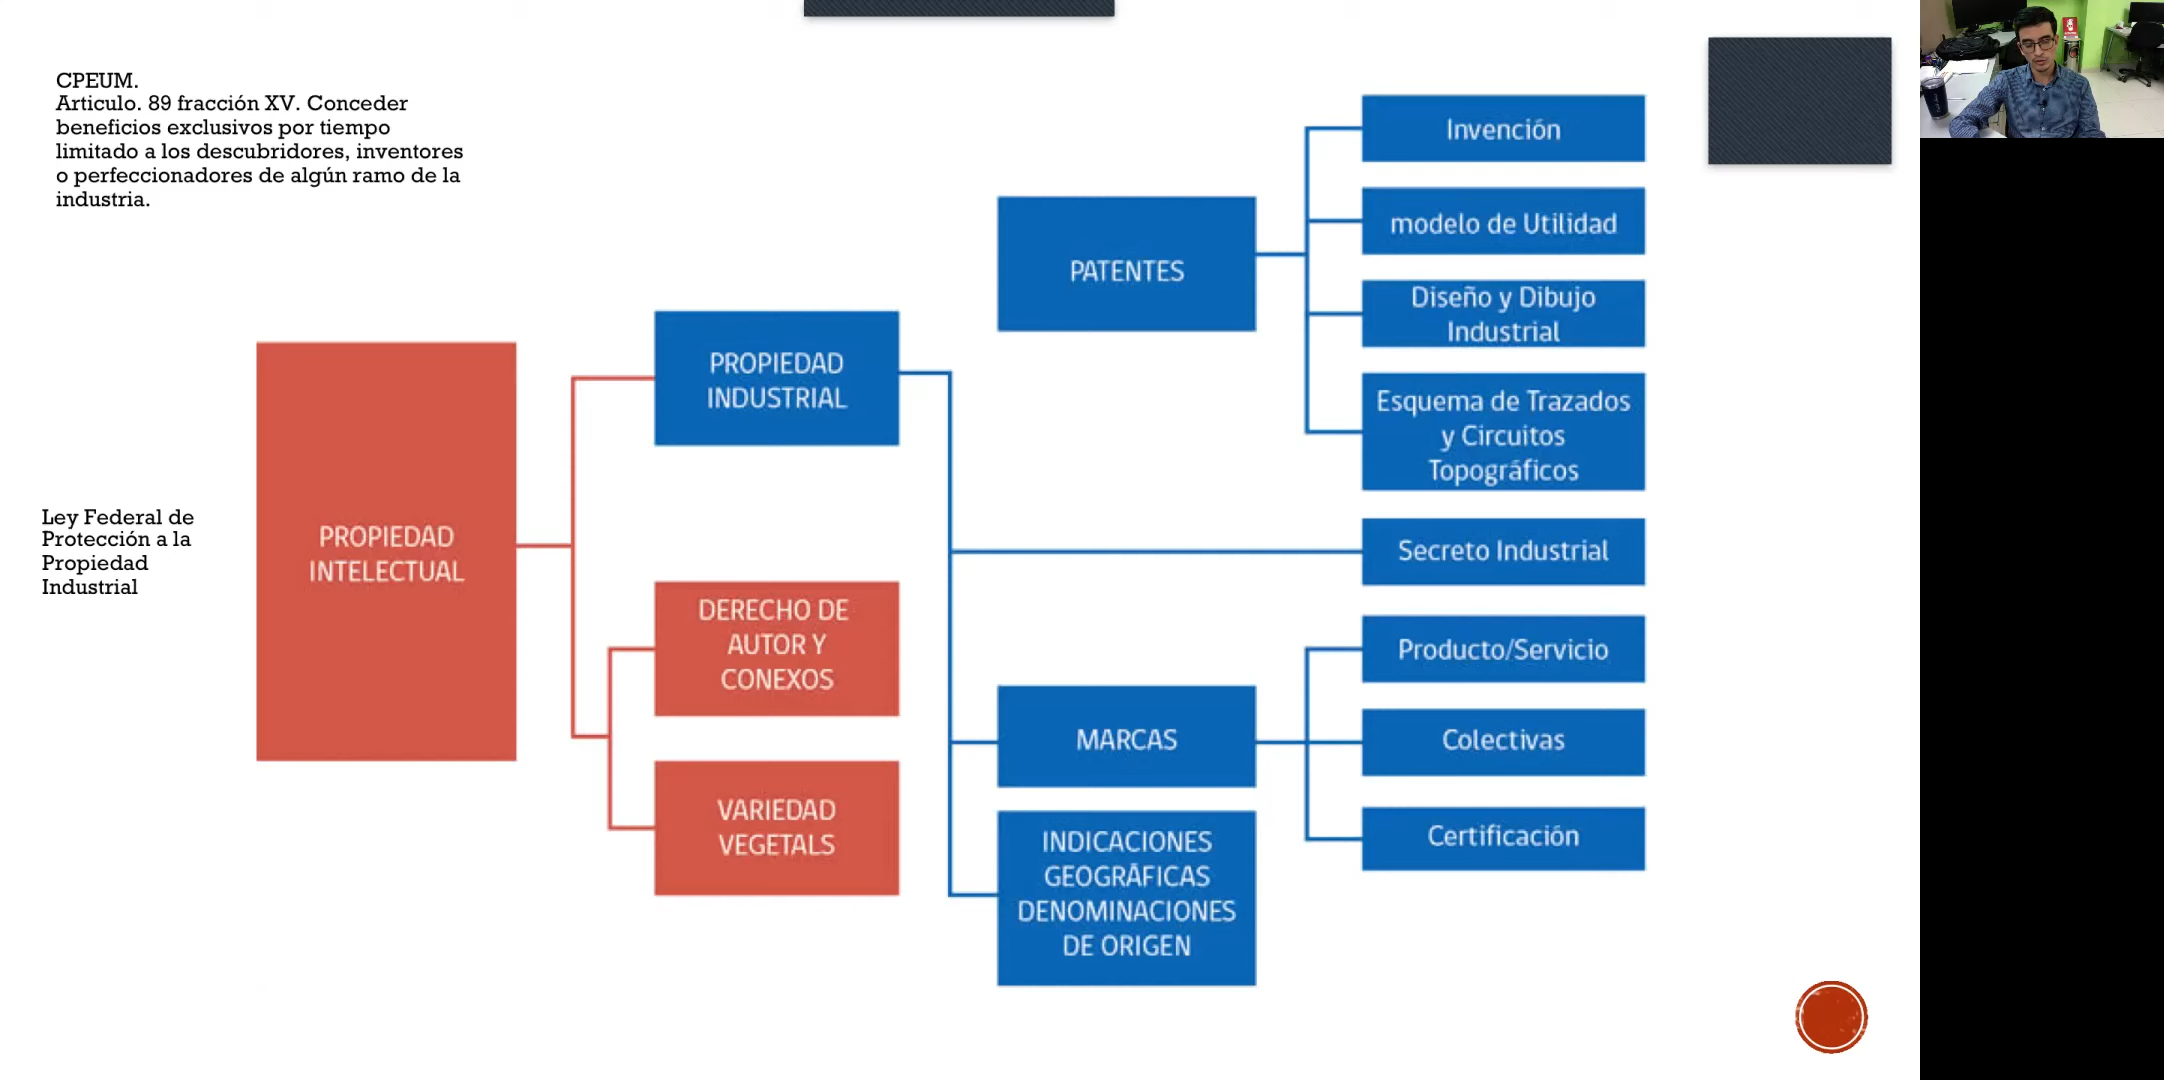 CPEUM.
Articulo. 89 fracción XV. Conceder
beneficios exclusivos por tiempo
limitado a los descubridores, inventores
o perfeccionadores de algún ramo de la
industria.
Ley Federal de
Protección a la
Propiedad
Industrial
PROPIEDAD
INTELECTUAL
PROPIEDAD
INDUSTRIAL
DERECHO DE
AUTOR Y
CONEXOS
VARIEDAD
VEGETALS
PATENTES
MARCAS
INDICACIONES
GEOGRÁFICAS
DENOMINACIONES
DE ORIGEN
Invención
modelo de Utilidad
Diseño y Dibujo
Industrial
Esquema de Trazados
y Circuitos
Topográficos
Secreto Industrial
Producto/Servicio
Colectivas
Certificación